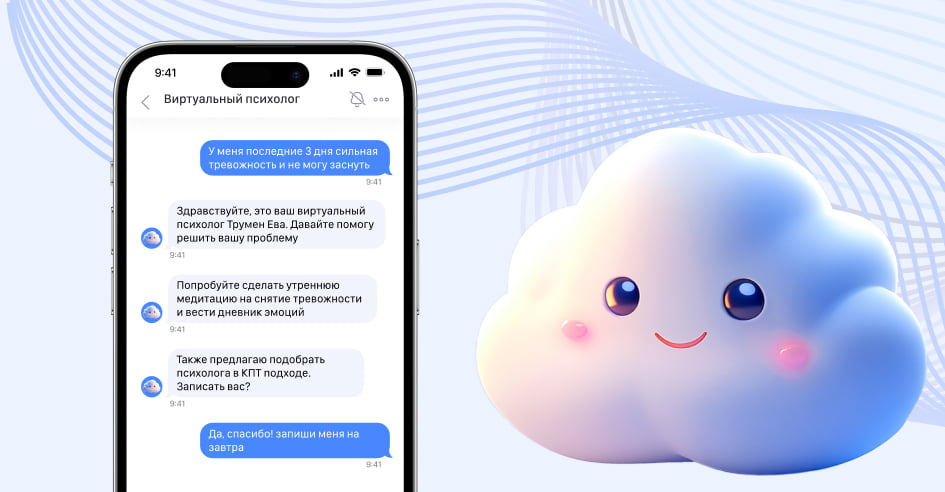 9:41
Виртуальный психолог
У меня последние 3 дня сильная
тревожность и не могу заснуть
9:41
Здравствуйте, это ваш виртуальный
психолог Трумен Ева. Давайте помогу
решить вашу проблему
9:41
Попробуйте сделать утреннюю
медитацию на снятие тревожности
и вести дневник эмоций
9:41
Также предлагаю подобрать
психолога в КПТ подходе.
Записать вас?
9:41
Да, спасибо! запиши меня на
завтра
9:41